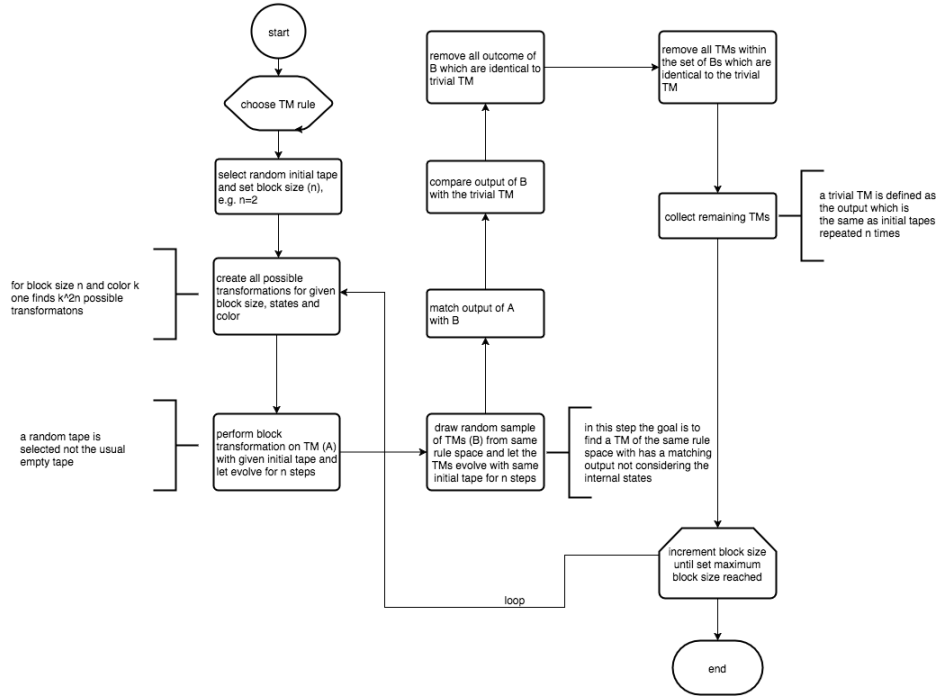 start
choose TM rule
select random initial tape
and set block size (n),
e.g. n=2
for block size n and color k
one finds k^2n possible
transformatons
create all possible
transformations for given
block size, states and
color
a random tape is
selected not the usual
empty tape
perform block
transformation on TM (A)
with given initial tape and
let evolve for n steps
draw random sample
of TMs (B) from same
rule space and let the
TMs evolve with same
initial tape for n steps
in this step the goal is to
find a TM of the same rule
space with has a matching
output not considering the
internal states
match output of A
with B
compare output of B
with the trivial TM
remove all outcome of
B which are identical to
trivial TM
remove all TMs within
the set of Bs which are
identical to the trivial
TM
collect remaining TMs
a trivial TM is defined as
the output which is
the same as initial tapes
repeated n times
increment block size
until set maximum
block size reached
loop
end